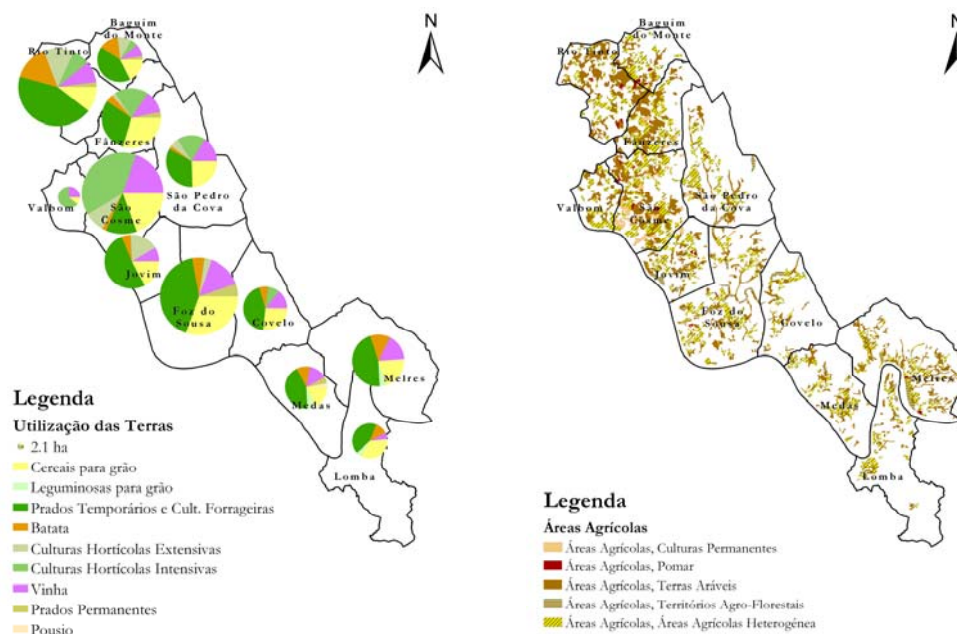 N
Baguim
do Monte
Rio Tinto
Fânzeres
São Pedro
da Cova
Valbom
São
Cosme
Jovim
Foz do
Sousa
Covelo
Melres
Medas
Lomba
Legenda
Utilização das Terras
2.1 ha
Cereais para grão
Leguminosas para grão
Prados Temporários e Cult. Forrageiras
Batata
Culturas Hortícolas Extensivas
Culturas Hortícolas Intensivas
Vinha
Prados Permanentes
Pousio
N
Baguim
do Monte
Rio Tinto
Fânzeres
São Pedro
da Cova
Valbom
São
Cosme
Jovim
Foz do
Sousa
Covelo
Melres
Medas
Lomba
Legenda
Áreas Agrícolas
Áreas Agrícolas, Culturas Permanentes
Áreas Agrícolas, Pomar
Áreas Agrícolas, Terras Aráveis
Áreas Agrícolas, Territórios Agro-Florestais
Áreas Agrícolas, Áreas Agrícolas Heterogénea